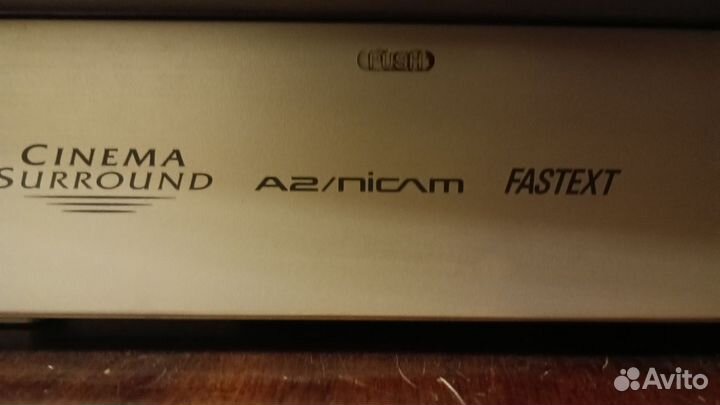 PUSH
CINEMA
SURROUND
A2/nicam
FASTEXT
Avito